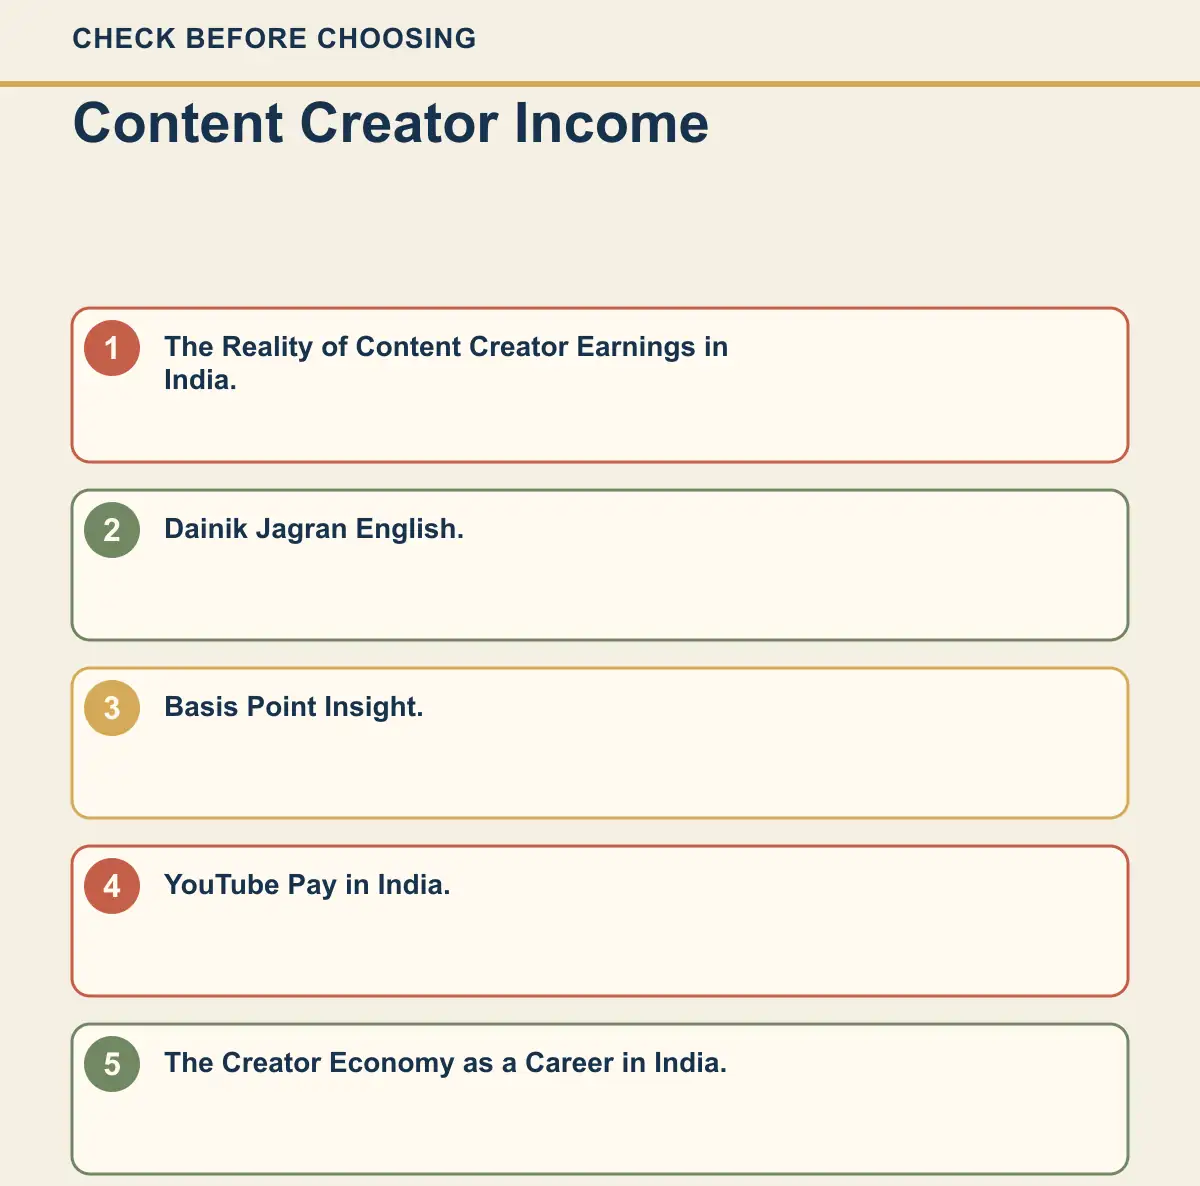 CHECK BEFORE CHOOSING
Content Creator Income
1
The Reality of Content Creator Earnings in
India.
2
Dainik Jagran English.
3
Basis Point Insight.
4
YouTube Pay in India.
5
The Creator Economy as a Career in India.